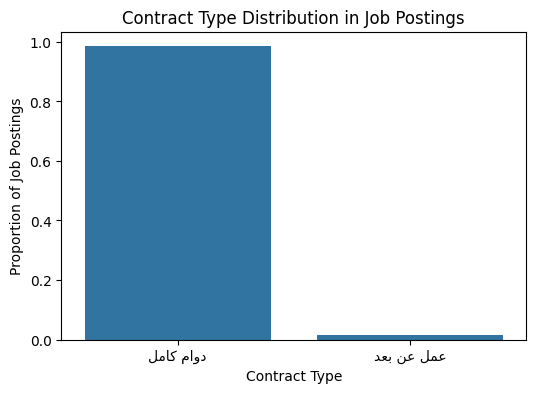 Contract Type Distribution in Job Postings
Proportion of Job Postings
1.0
0.8
0.6
0.4
0.2
0.0
دوام كامل
عمل عن بعد
Contract Type